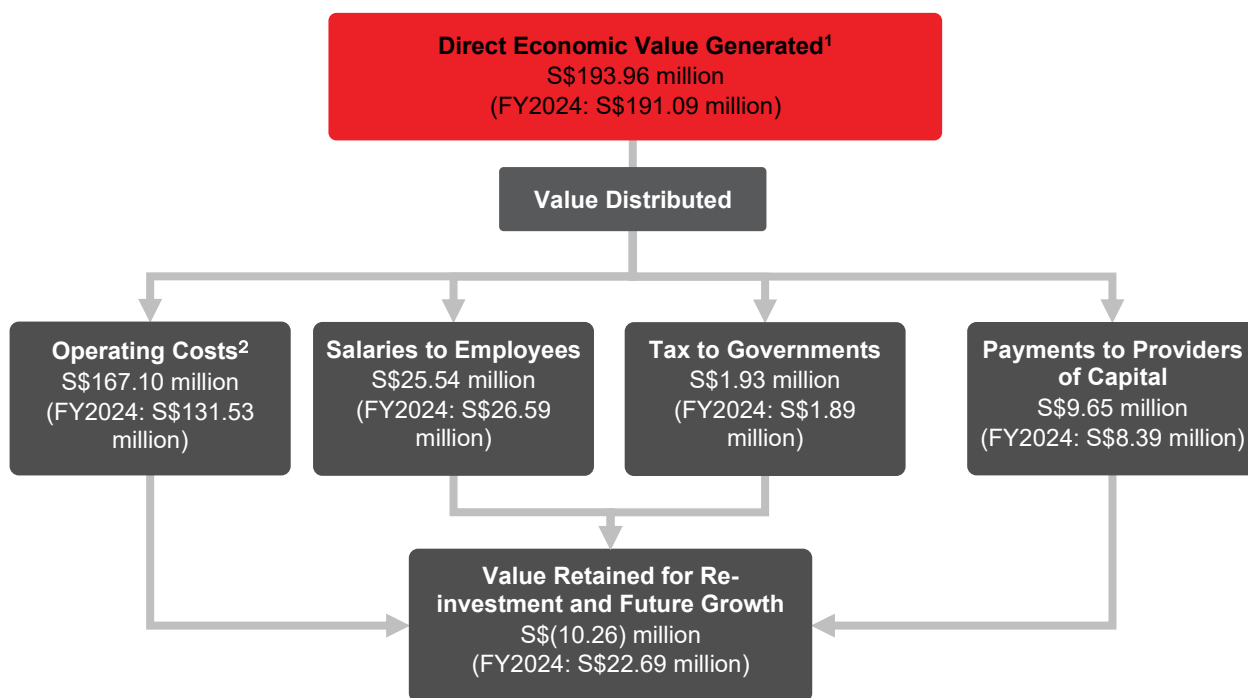 Direct Economic Value Generated¹
S$193.96 million
(FY2024: S$191.09 million)
Value Distributed
Operating Costs²
S$167.10 million
(FY2024: S$131.53
million)
Salaries to Employees
S$25.54 million
(FY2024: S$26.59
million)
Tax to Governments
S$1.93 million
(FY2024: S$1.89
million)
Payments to Providers
of Capital
S$9.65 million
(FY2024: S$8.39 million)
Value Retained for Re-
investment and Future Growth
S$(10.26) million
(FY2024: S$22.69 million)